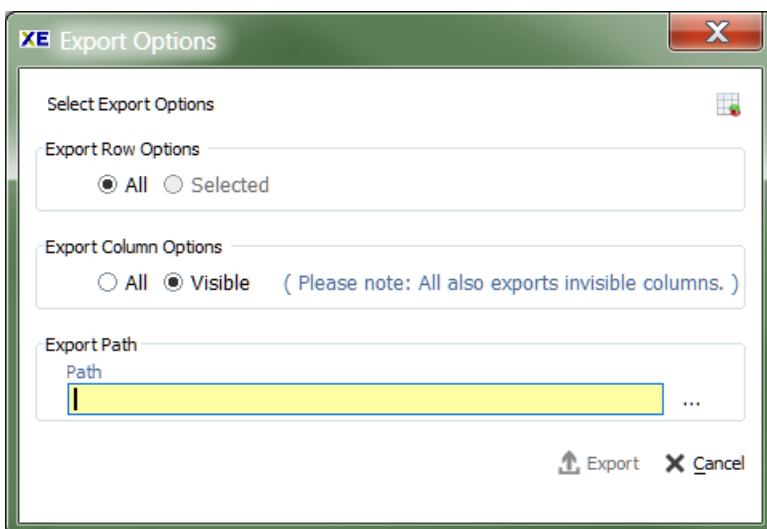 XE Export Options
X
Select Export Options
Export Row Options
All Selected
Export Column Options
All Visible ( Please note: All also exports invisible columns. )
Export Path
Path
...
Export Cancel